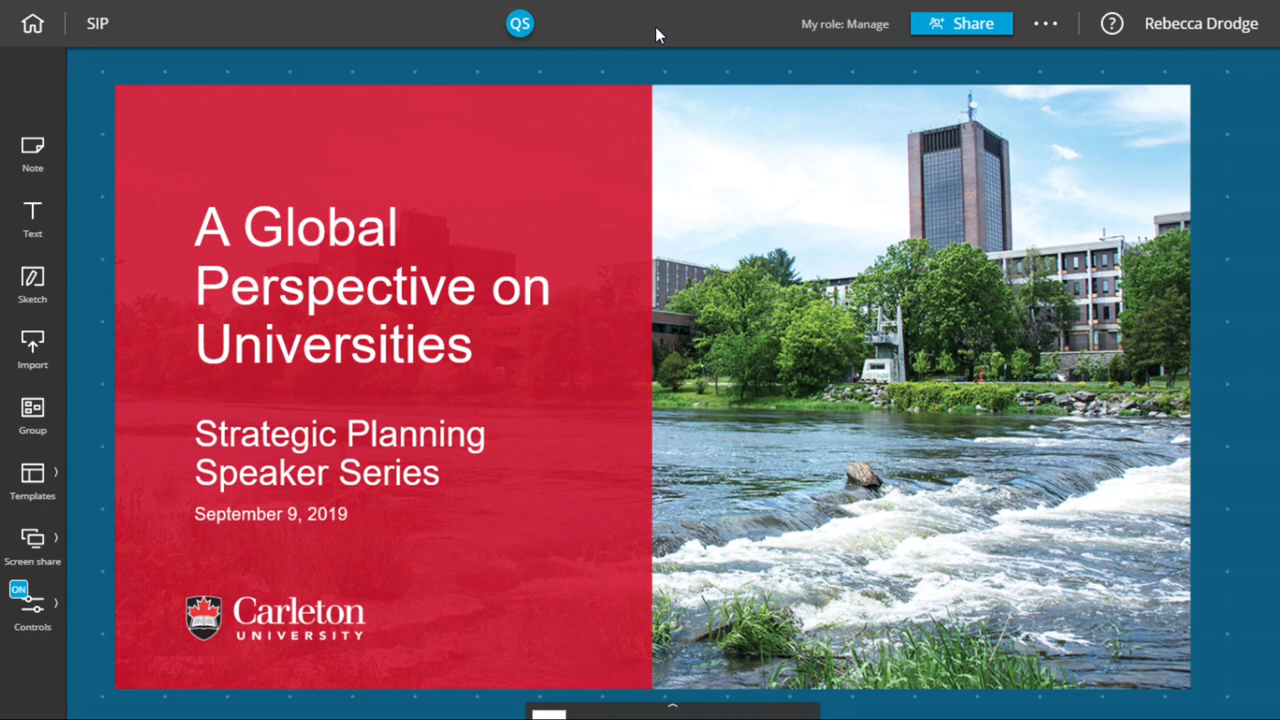 SIP
QS
My role: Manage
Share
?
Rebecca Drodge
Note
Text
Sketch
Import
Group
Templates
Screen share
ON
Controls
A Global
Perspective on
Universities
Strategic Planning
Speaker Series
September 9, 2019
Carleton
UNIVERSITY